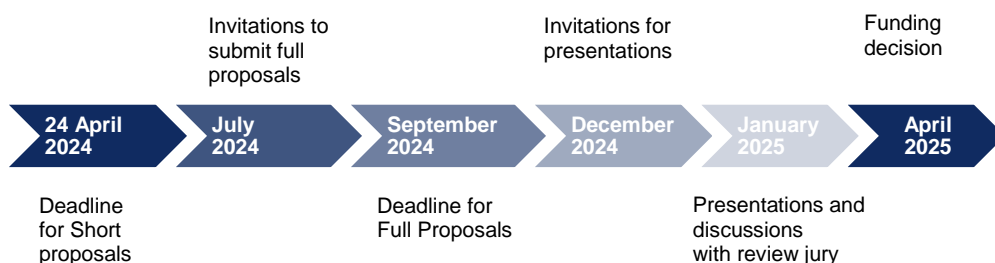 Invitations to
submit full
proposals
Invitations for
presentations
Funding
decision
24 April
2024
July
2024
September
2024
December
2024
January
2025
April
2025
Deadline
for Short
proposals
Deadline for
Full Proposals
Presentations and
discussions
with review jury